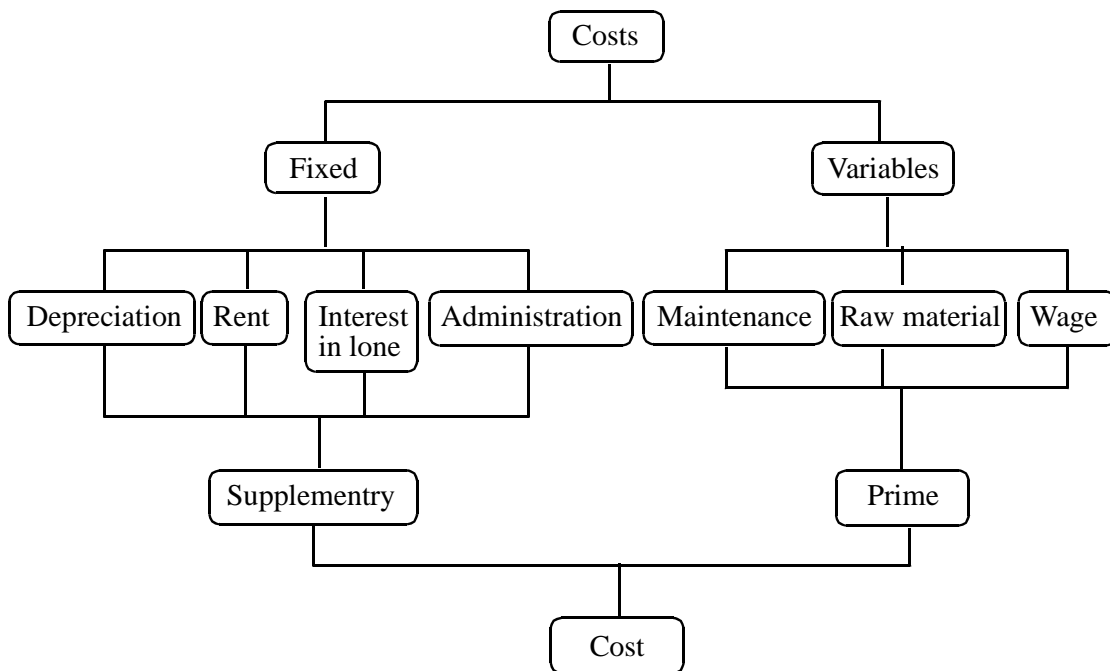 Costs
Fixed
Variables
Depreciation
Rent
Interest
in lone
Administration
Maintenance
Raw material
Wage
Supplementry
Prime
Cost